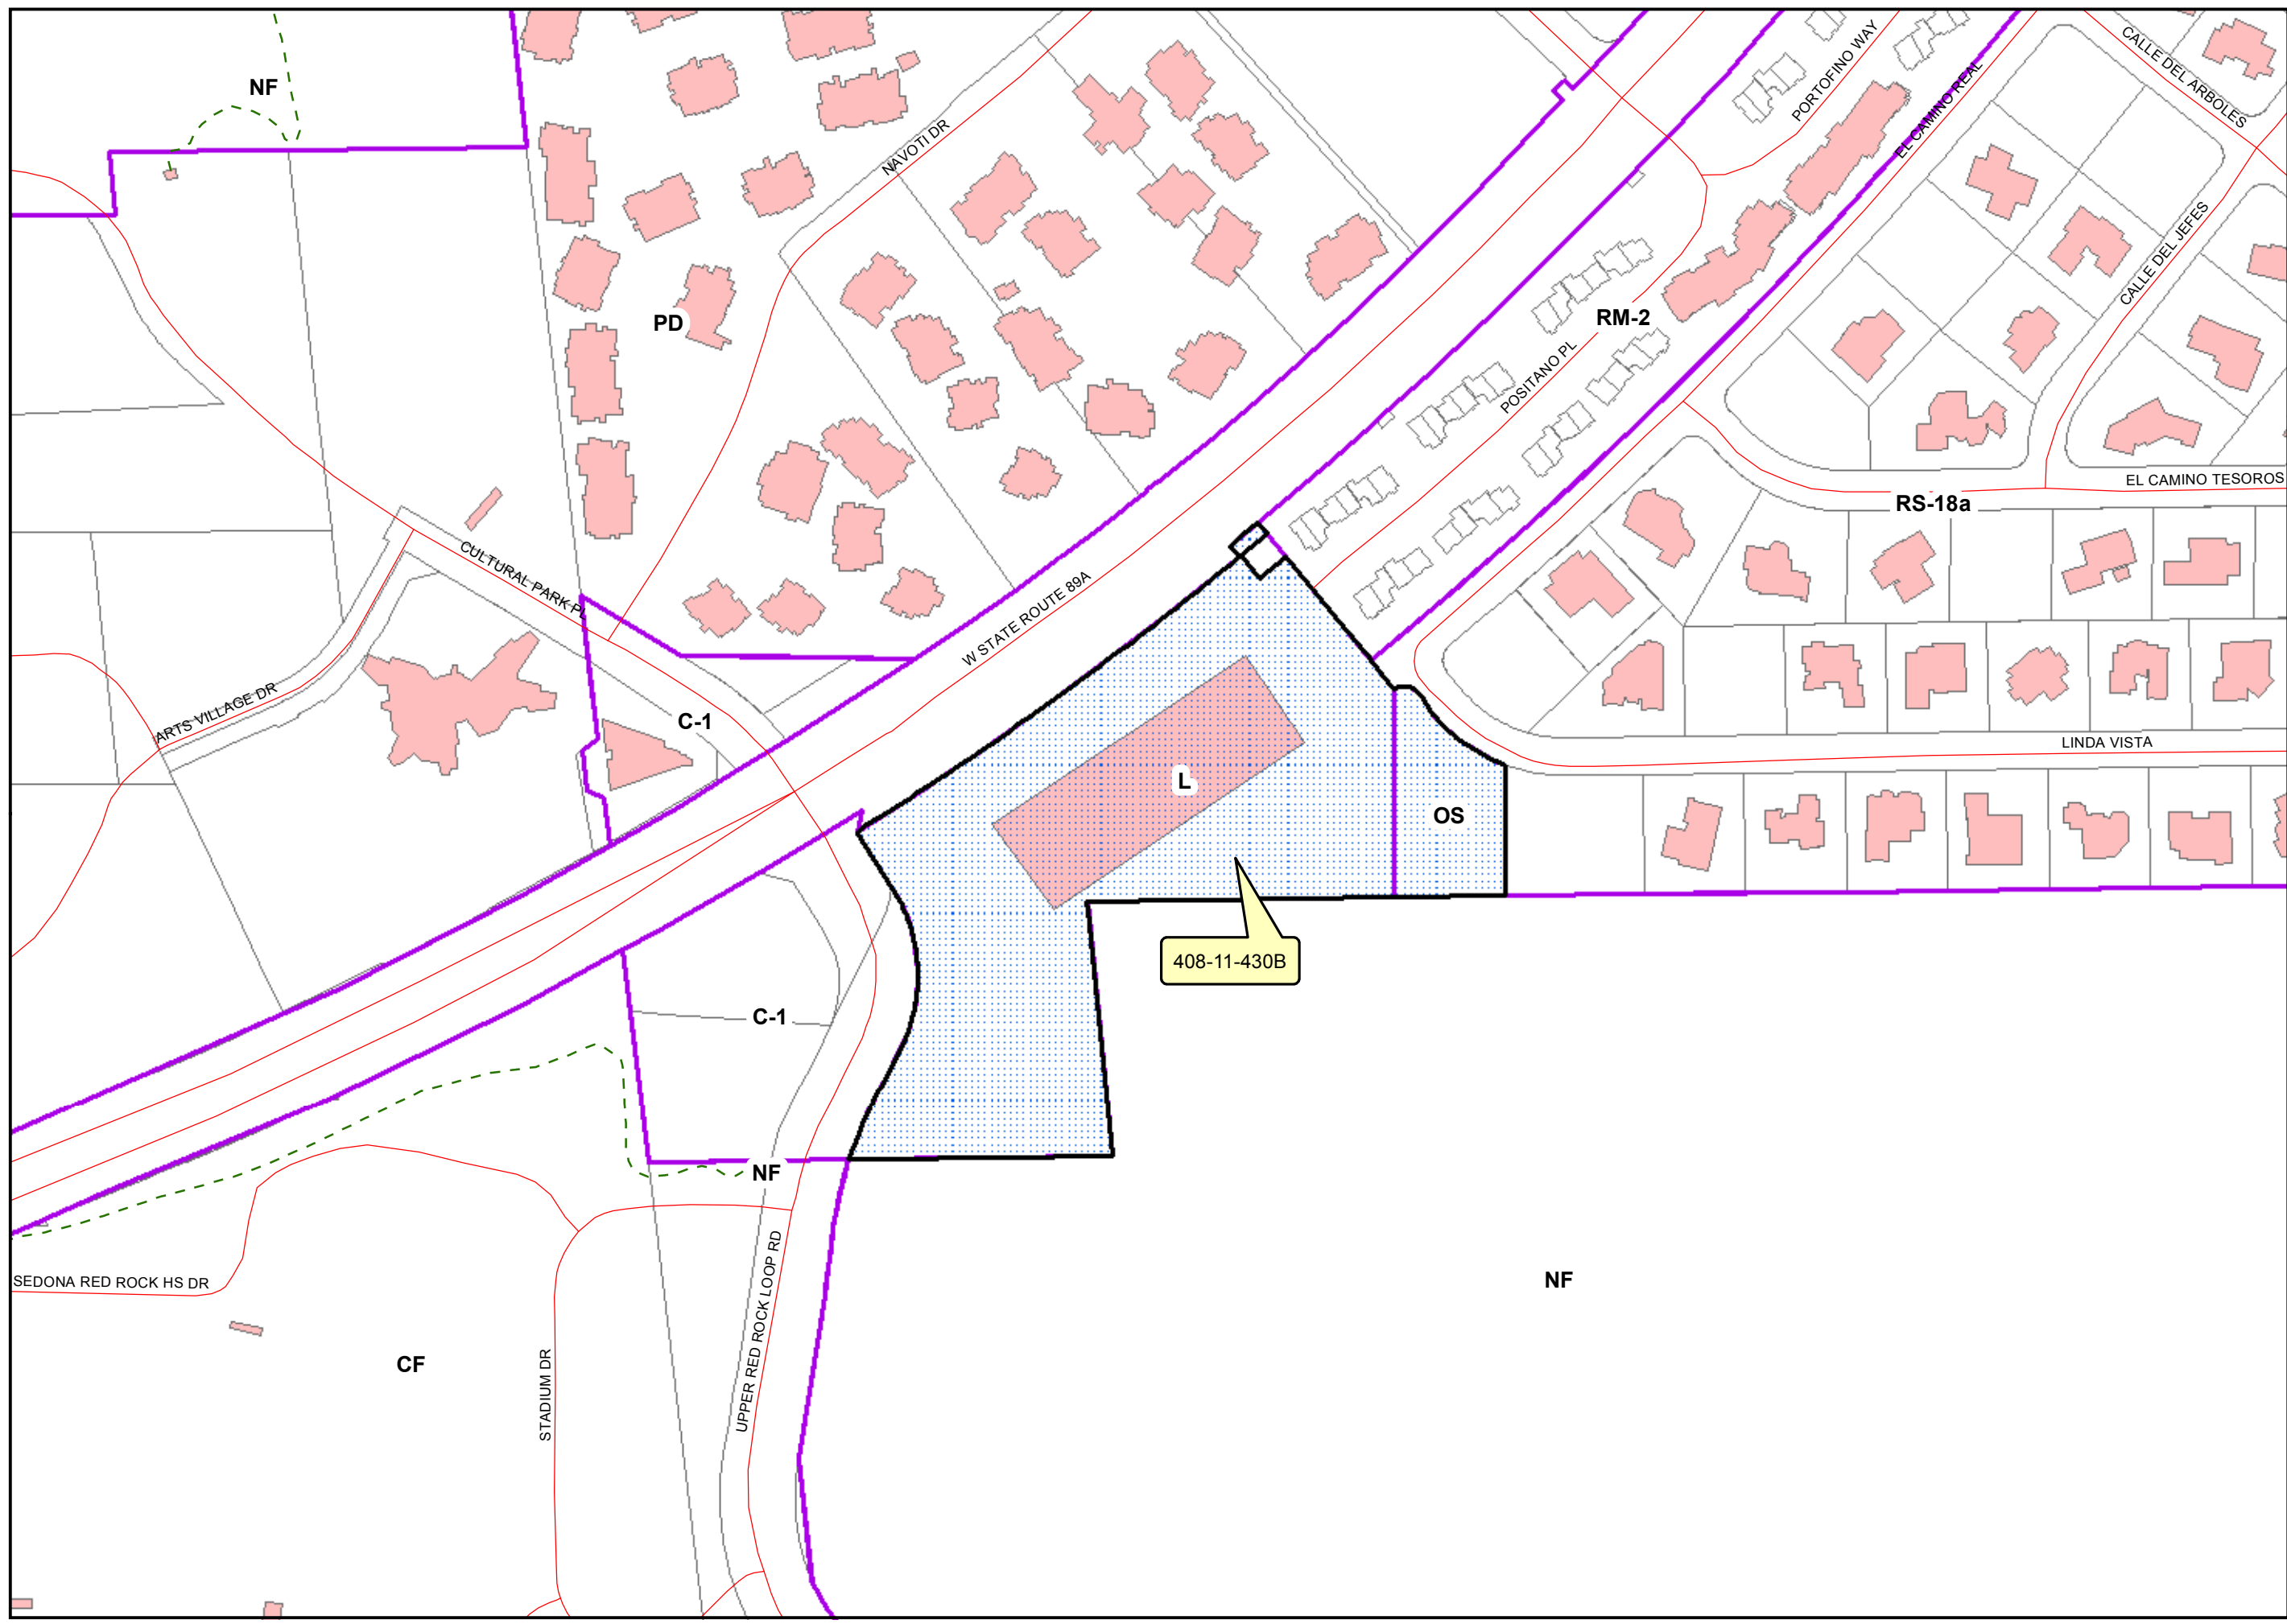 CALLE DEL ARBOLES
PORTOFINO WAY
NF
EL CAMINO REAL
NAVOTI DR
CALLE DEL JEFES
PD
RM-2
POSITANO PL
EL CAMINO TESOROS
RS-18a
CULTURAL PARK PL
W STATE ROUTE 89A
ARTS VILLAGE DR
C-1
LINDA VISTA
L
OS
408-11-430B
C-1
NF
SEDONA RED ROCK HS DR
NF
UPPER RED ROCK LOOP RD
CF
STADIUM DR